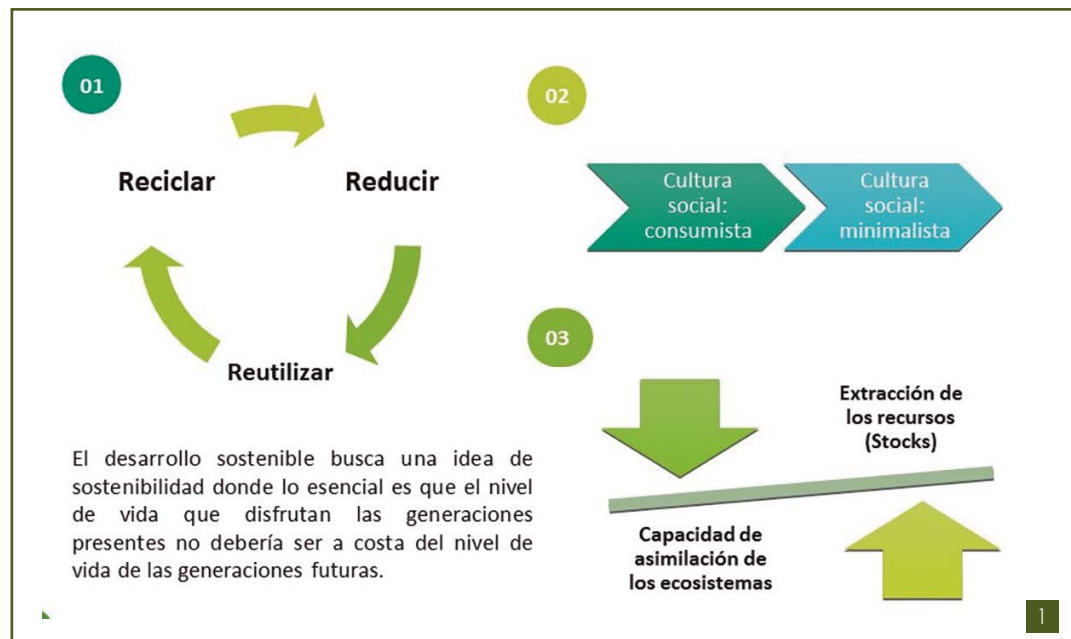 01
Reciclar
Reducir
Reutilizar
El desarrollo sostenible busca una idea de
sostenibilidad donde lo esencial es que el nivel
de vida que disfrutan las generaciones
presentes no debería ser a costa del nivel de
vida de las generaciones futuras.
02
Cultura
social:
consumista
Cultura
social:
minimalista
03
Extracción de
los recursos
(Stocks)
Capacidad de
asimilación de
los ecosistemas
1